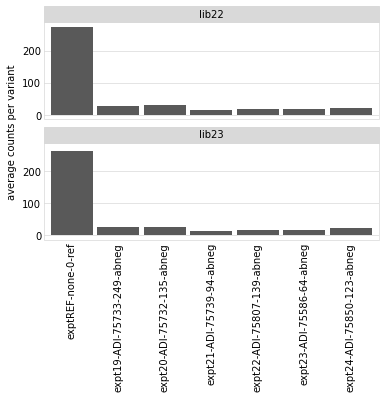 lib22
200
100
0
average counts per variant
lib23
200
100
0
exptREF-none-0-ref
expt19-ADI-75733-249-abneg
expt20-ADI-75732-135-abneg
expt21-ADI-75739-94-abneg
expt22-ADI-75807-139-abneg
expt23-ADI-75586-64-abneg
expt24-ADI-75850-123-abneg